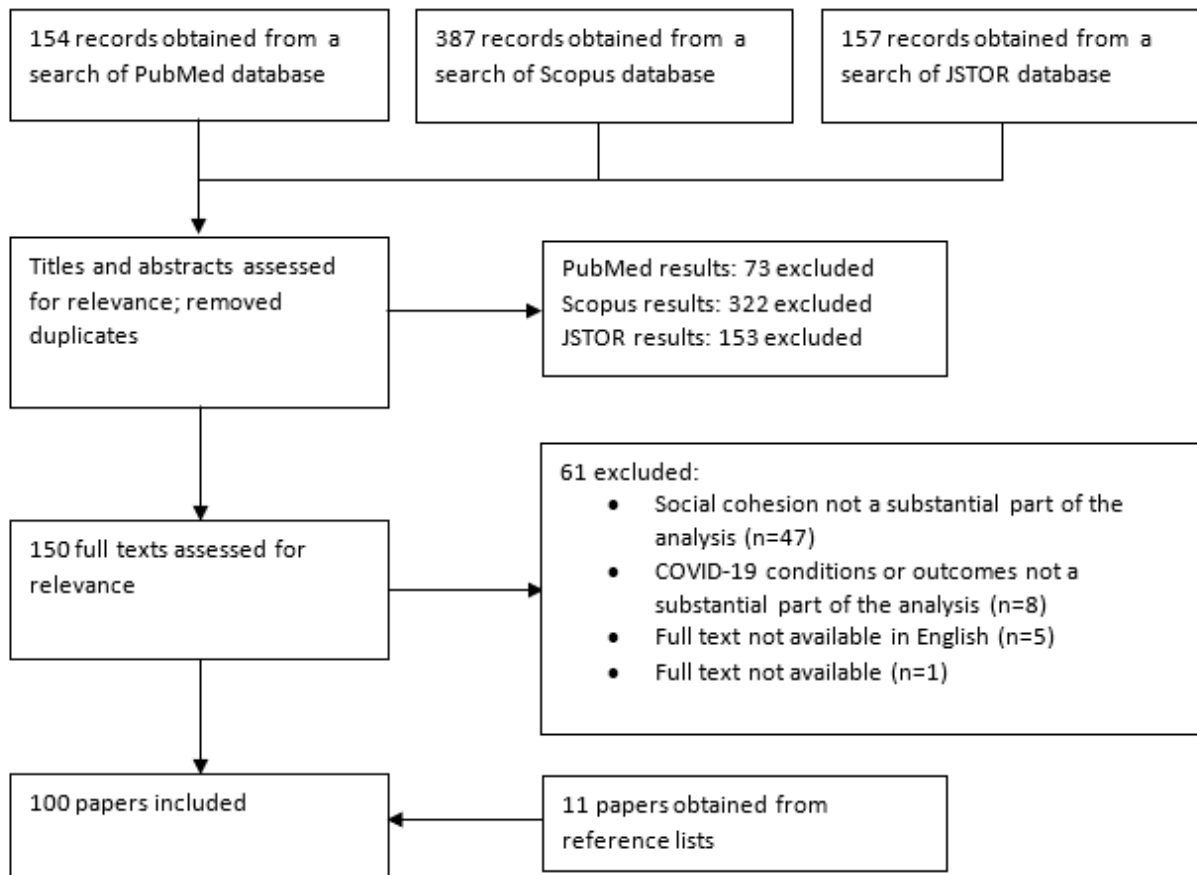 154 records obtained from a
search of PubMed database
387 records obtained from a
search of Scopus database
157 records obtained from a
search of JSTOR database
Titles and abstracts assessed
for relevance; removed
duplicates
PubMed results: 73 excluded
Scopus results: 322 excluded
JSTOR results: 153 excluded
150 full texts assessed for
relevance
61 excluded:
• Social cohesion not a substantial part of the
analysis (n=47)
• COVID-19 conditions or outcomes not a
substantial part of the analysis (n=8)
• Full text not available in English (n=5)
• Full text not available (n=1)
100 papers included
11 papers obtained from
reference lists